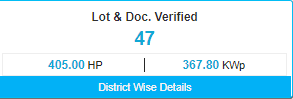 Lot & Doc. Verified
47
405.00 HP 367.80 KWp
District Wise Details